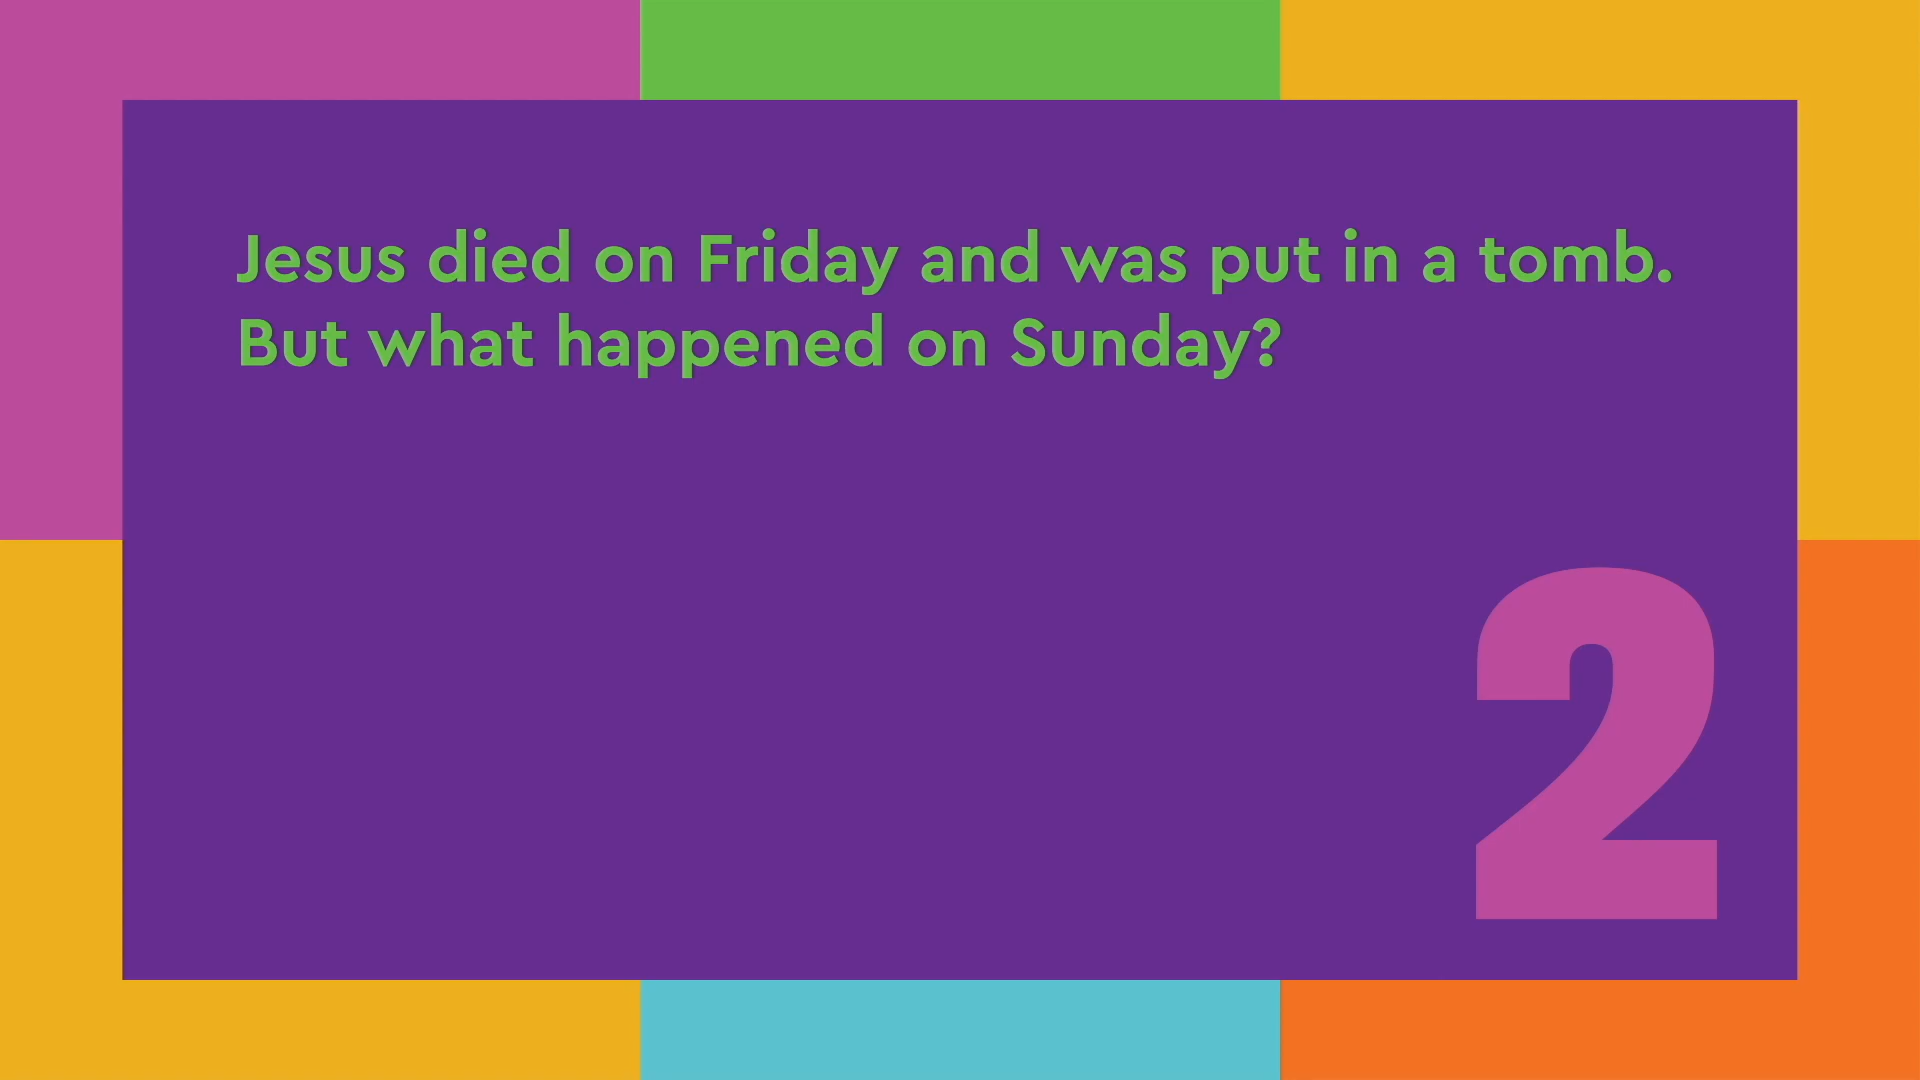 Jesus died on Friday and was put in a tomb.
But what happened on Sunday?
2